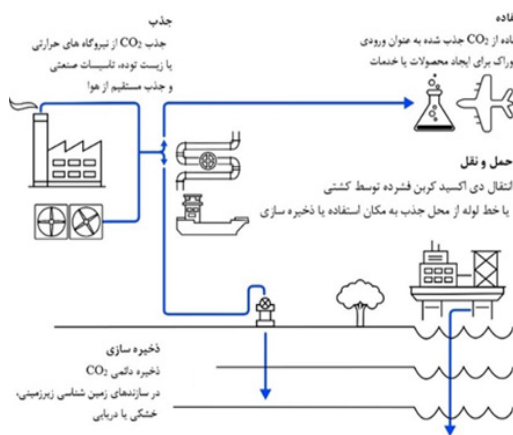 جذب
جذب CO2 از نیروگاه های حرارتی
یا زیست توده، تاسیسات صنعتی
و جذب مستقیم از هوا
فاده
اده از CO2 جذب شده به عنوان ورودی
وراک برای ایجاد محصولات یا خدمات
حمل و نقل
انتقال دی اکسید کربن فشرده توسط کشتی
یا خط لوله از محل جذب به مکان استفاده یا ذخیره سازی
ذخیره سازی
ذخیره دائمی CO2
در سازندهای زمین شناسی زیرزمینی،
خشکی یا دریایی